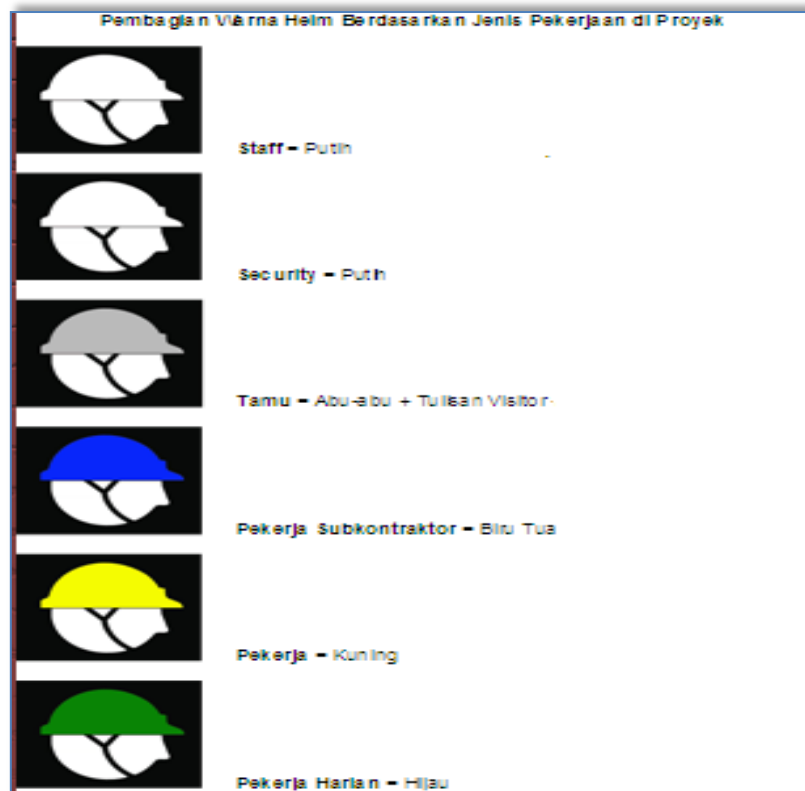 Pembagian Warna Helm Berdasarkan Jenis Pekerjaan di Proyek
Staff = Putih
Security = Putih
Tamu = Abu-abu + Tulisan Visitor
Pekerja Subkontraktor = Biru Tua
Pekerja = Kuning
Pekerja Harian = Hijau